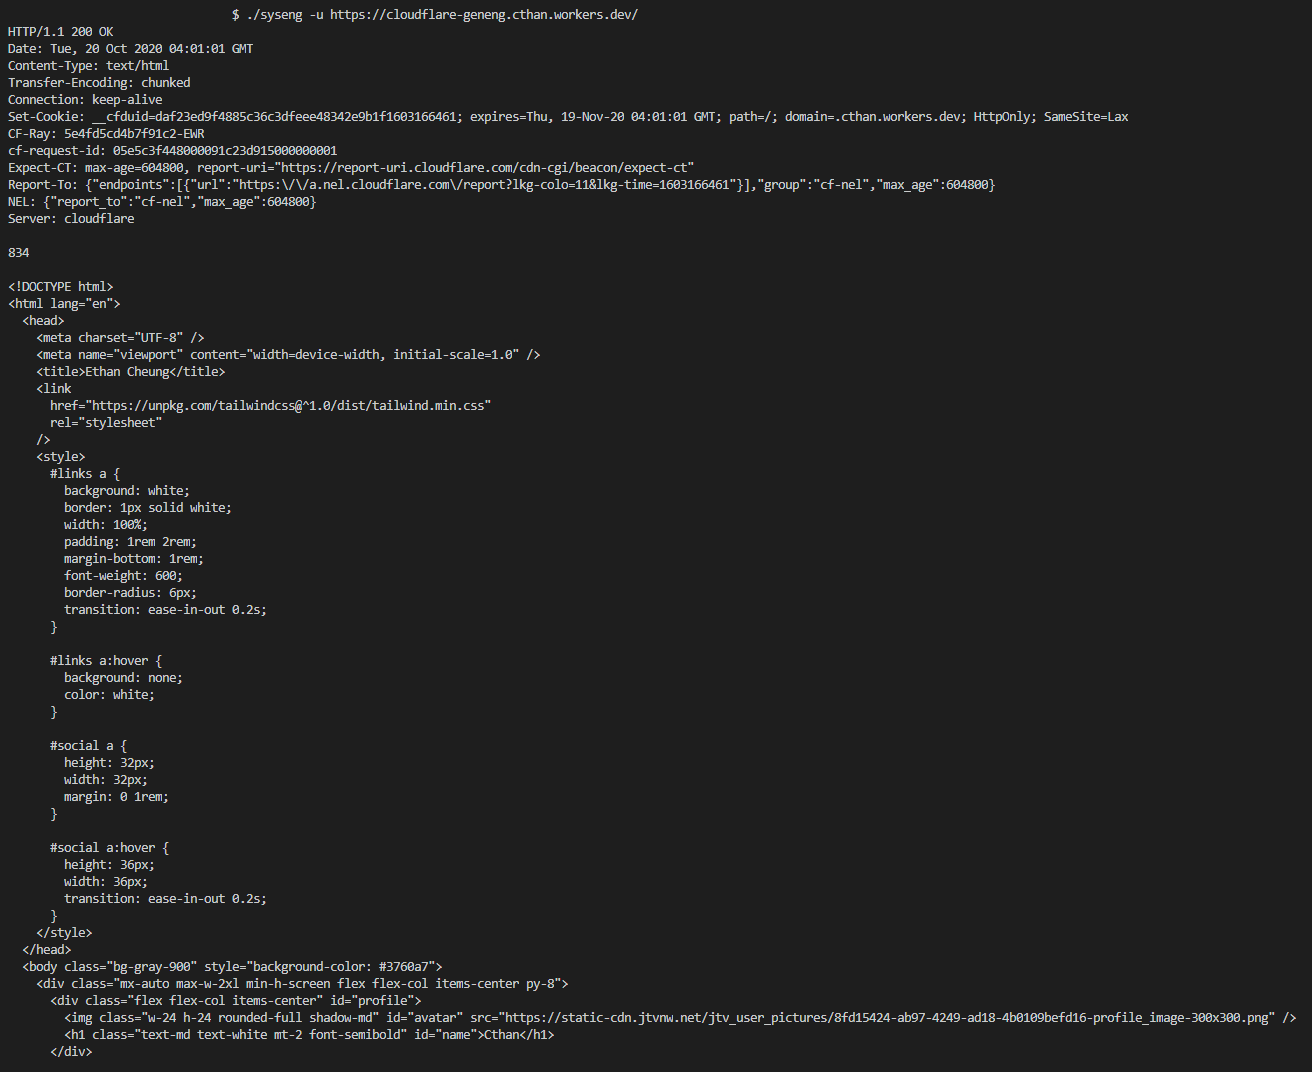 $ ./syseng -u https://cloudflare-geneng.cthan.workers.dev/
HTTP/1.1 200 OK
Date: Tue, 20 Oct 2020 04:01:01 GMT
Content-Type: text/html
Transfer-Encoding: chunked
Connection: keep-alive
Set-Cookie: __cfduid=daf23ed9f4885c36c3dfeee48342e9b1f1603166461; expires=Thu, 19-Nov-20 04:01:01 GMT; path=/; domain=.cthan.workers.dev; HttpOnly; SameSite=Lax
CF-Ray: 5e4fd5cd4b7f91c2-EWR
cf-request-id: 05e5c3f448000091c23d915000000001
Expect-CT: max-age=604800, report-uri="https://report-uri.cloudflare.com/cdn-cgi/beacon/expect-ct"
Report-To: {"endpoints":[{"url":"https:\/\/a.nel.cloudflare.com\/report?lkg-colo=11&lkg-time=1603166461"}],"group":"cf-nel","max_age":604800}
NEL: {"report_to":"cf-nel","max_age":604800}
Server: cloudflare

834

<!DOCTYPE html>
<html lang="en">
  <head>
    <meta charset="UTF-8" />
    <meta name="viewport" content="width=device-width, initial-scale=1.0" />
    <title>Ethan Cheung</title>
    <link
      href="https://unpkg.com/tailwindcss@^1.0/dist/tailwind.min.css"
      rel="stylesheet"
    />
    <style>
      #links a {
        background: white;
        border: 1px solid white;
        width: 100%;
        padding: 1rem 2rem;
        margin-bottom: 1rem;
        font-weight: 600;
        border-radius: 6px;
        transition: ease-in-out 0.2s;
      }

      #links a:hover {
        background: none;
        color: white;
      }

      #social a {
        height: 32px;
        width: 32px;
        margin: 0 1rem;
      }

      #social a:hover {
        height: 36px;
        width: 36px;
        transition: ease-in-out 0.2s;
      }
    </style>
  </head>
  <body class="bg-gray-900" style="background-color: #3760a7">
    <div class="mx-auto max-w-2xl min-h-screen flex flex-col items-center py-8">
      <div class="flex flex-col items-center" id="profile">
        <img class="w-24 h-24 rounded-full shadow-md" id="avatar" src="https://static-cdn.jtvnw.net/jtv_user_pictures/8fd15424-ab97-4249-ad18-4b0109befd16-profile_image-300x300.png" />
        <h1 class="text-md text-white mt-2 font-semibold" id="name">Cthan</h1>
      </div>